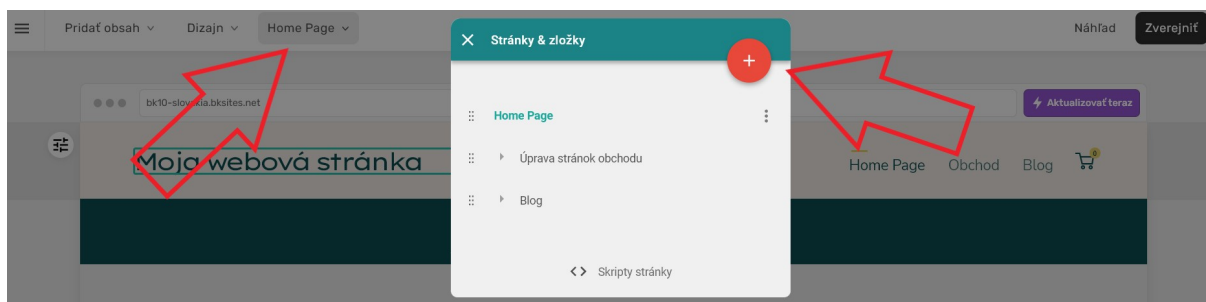 Pridať obsah
Dizajn
Home Page
Náhľad
Zverejniť
Stránky & zložky
+
bk10-slovakia.bksites.net
Aktualizovať teraz
Home Page
Úprava stránok obchodu
Blog
Skripty stránky
Moja webová stránka
Home Page
Obchod
Blog
0